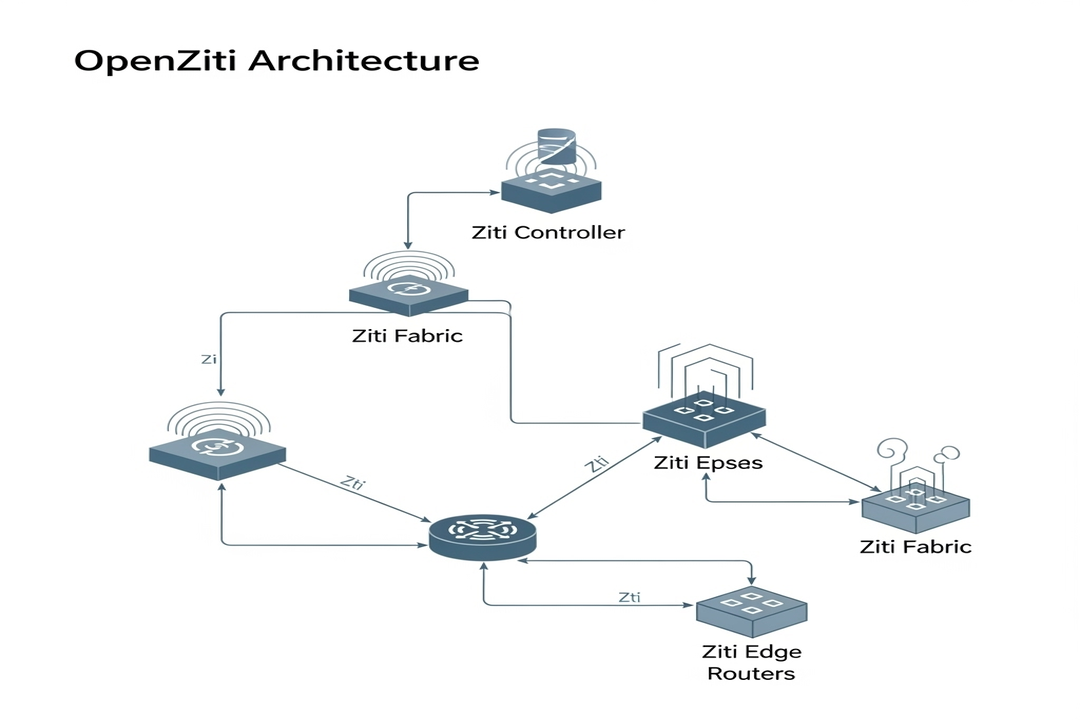 OpenZiti Architecture
Ziti Controller
Ziti Fabric
Zi
Ziti Epses
Zti
Zti
Ziti Fabric
Zti
Ziti Edge
Routers